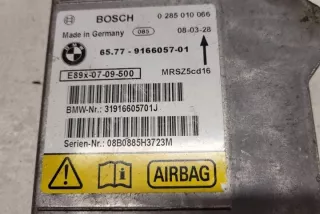 BOSCH 0 285 010 066
Made in Germany 083 08-03-28
65.77 - 9166057-01
E89x-07-09-500 MRSZ5cd16
BMW-Nr.: 31916605701J
Serien-Nr.: 08B0885H3723M
AIRBAG